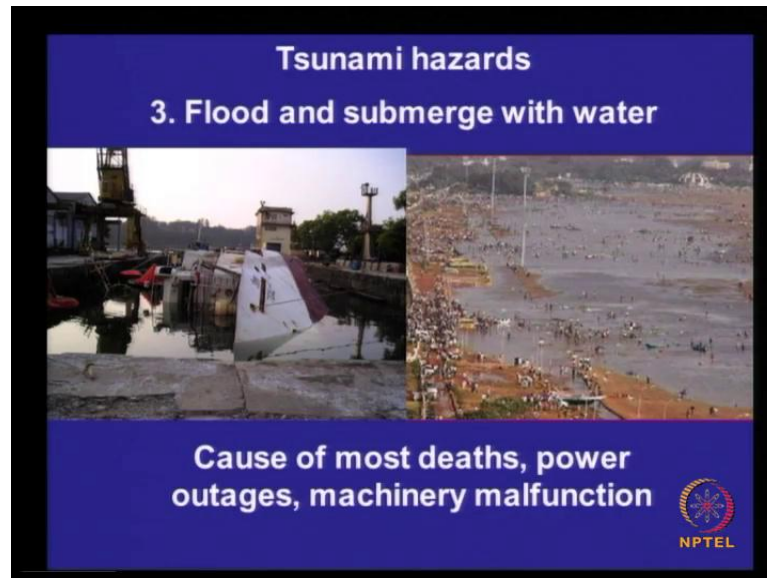 Tsunami hazards
3. Flood and submerge with water
Cause of most deaths, power
outages, machinery malfunction
NPTEL